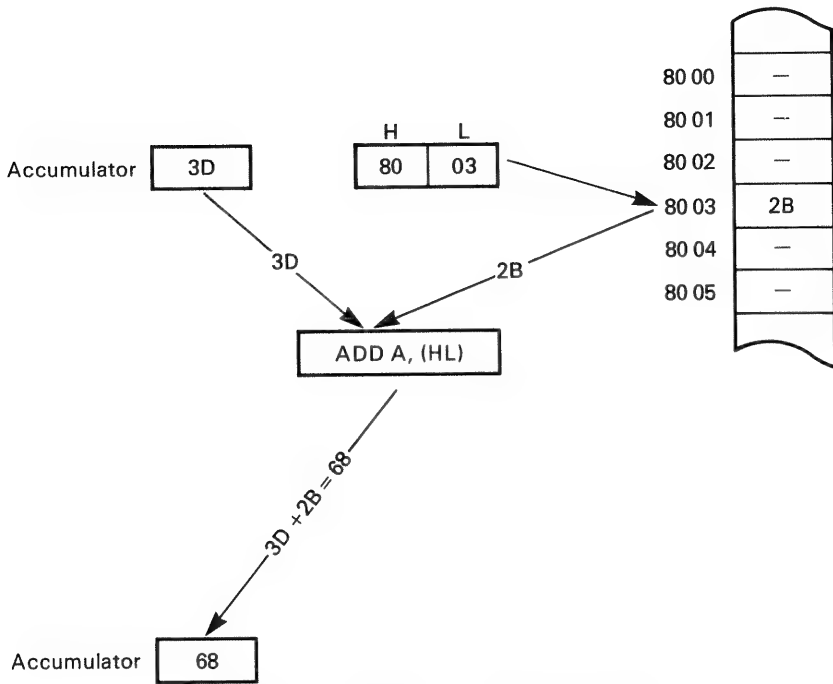 80 00 —
80 01 —
H L
80 02 —
Accumulator 3D 80 03
80 03 2B
3D 2B 80 04 —
80 05 —
ADD A, (HL)
3D + 2B = 68
Accumulator 68